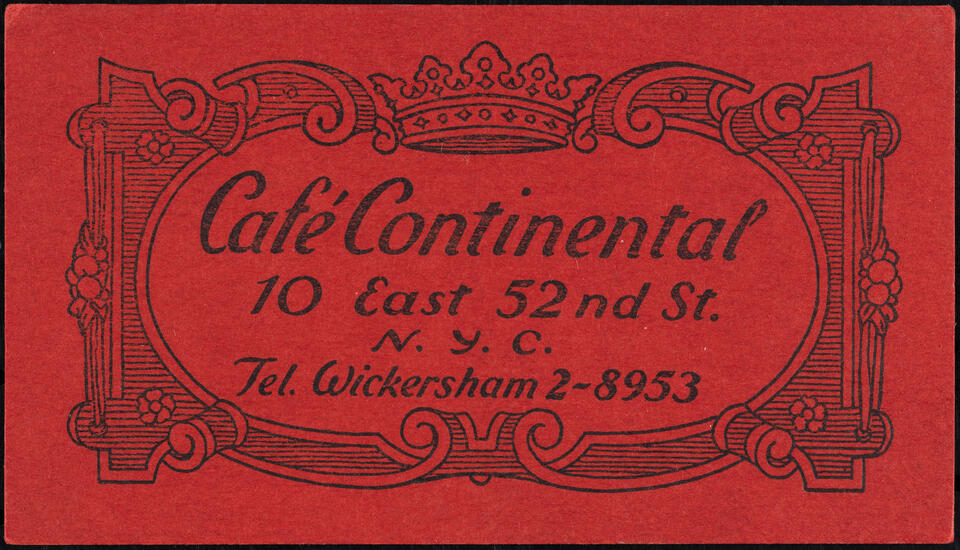 Café Continental
10 East 52nd St.
N. Y. C.
Tel. Wickersham 2-8953